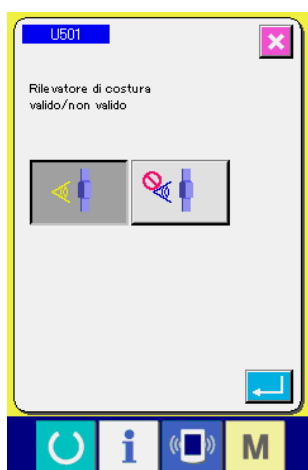 U501
Rilevatore di costura
valido/non valido
i
M